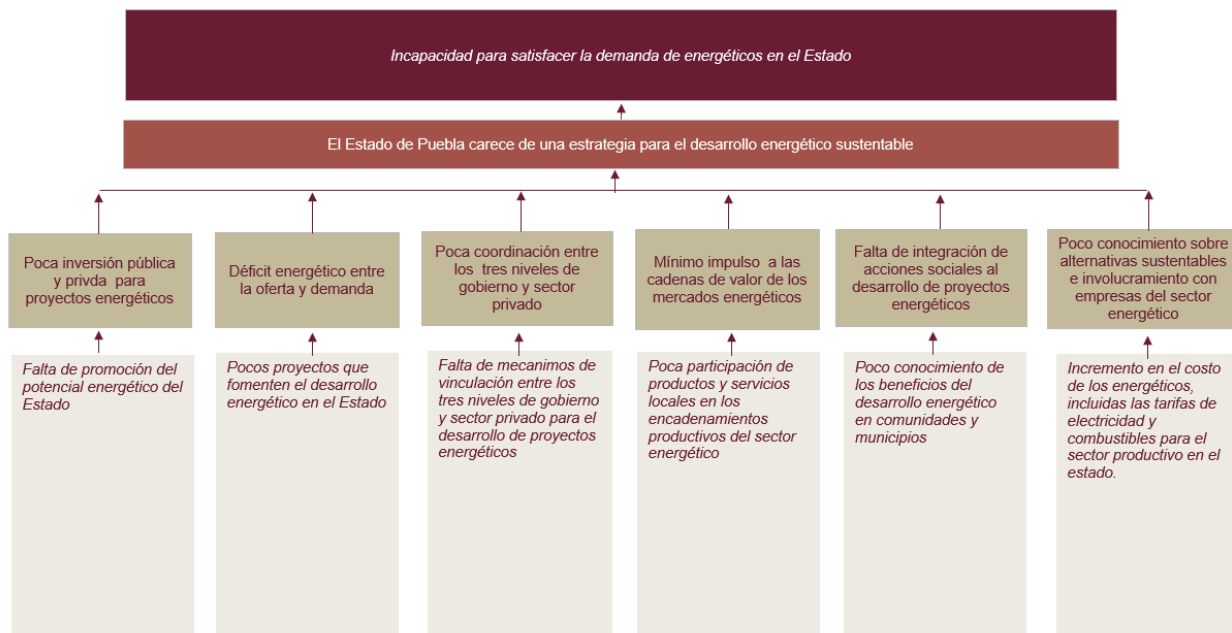 Incapacidad para satisfacer la demanda de energéticos en el Estado
El Estado de Puebla carece de una estrategia para el desarrollo energético sustentable
Poca inversión pública
y privda para
proyectos energéticos
Déficit energético entre
la oferta y demanda
Poca coordinación entre
los tres niveles de
gobierno y sector
privado
Mínimo impulso a las
cadenas de valor de los
mercados energéticos
Falta de integración de
acciones sociales al
desarrollo de proyectos
energéticos
Poco conocimiento sobre
alternativas sustentables
e involucramiento con
empresas del sector
energético
Falta de promoción del
potencial energético del
Estado
Pocos proyectos que
fomenten el desarrollo
energético en el Estado
Falta de mecanimos de
vinculación entre los
tres niveles de gobierno
y sector privado para el
desarrollo de proyectos
energéticos
Poca participación de
productos y servicios
locales en los
encadenamientos
productivos del sector
energético
Poco conocimiento de
los beneficios del
desarrollo energético
en comunidades y
municipios
Incremento en el costo
de los energéticos,
incluidas las tarifas de
electricidad y
combustibles para el
sector productivo en el
estado.